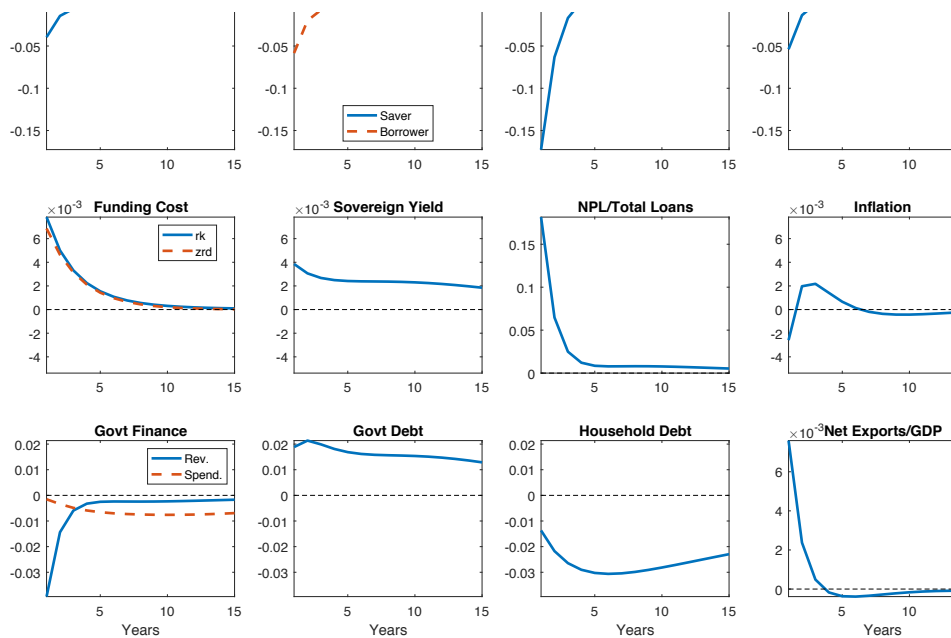 -0.05 -0.05 -0.05 -0.05
-0.1 -0.1 -0.1 -0.1
Saver
Borrower
-0.15 -0.15 -0.15 -0.15
5 10 15 5 10 15 5 10 15 5 10
Funding Cost Sovereign Yield NPL/Total Loans Inflation
×10⁻³ ×10⁻³ ×10⁻³
6 6 0.15 6
rk
zrd
4 4 0.1 4
2 2 2
0 0 0.05 0
-2 -2 -2
-4 -4 0 -4
5 10 15 5 10 15 5 10 15 5 10
Govt Finance Govt Debt Household Debt ×10⁻³Net Exports/GDP
0.02 0.02 0.02
Rev.
Spend.
0.01 0.01 0.01 6
0 0 0 4
-0.01 -0.01 -0.01
-0.02 -0.02 -0.02 2
-0.03 -0.03 -0.03 0
5 10 15 5 10 15 5 10 15 5 10
Years Years Years Years